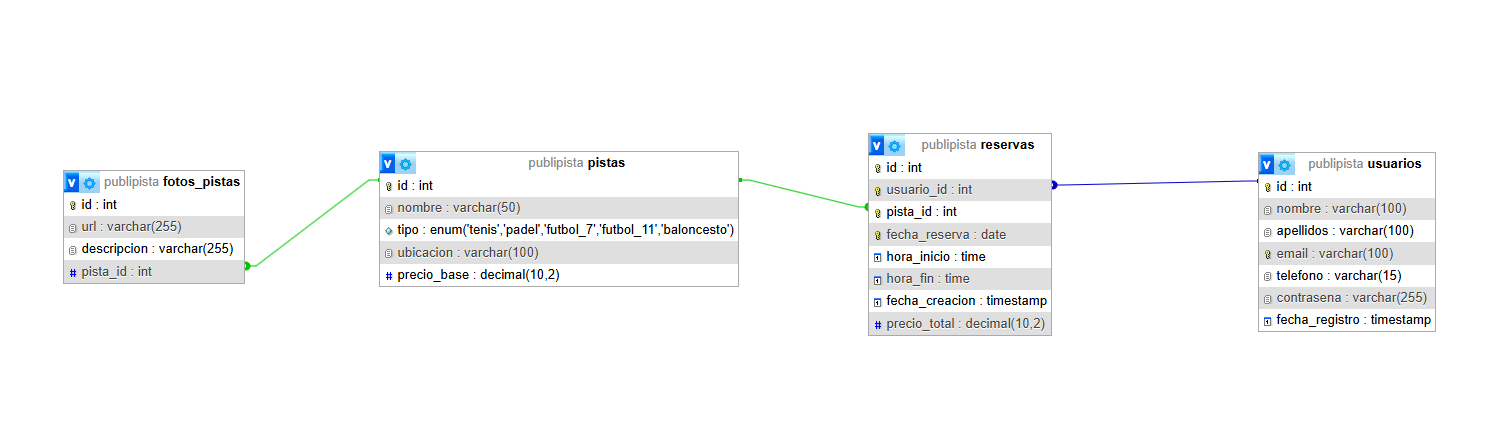 publipista fotos_pistas
id : int
url : varchar(255)
descripcion : varchar(255)
pista_id : int
publipista pistas
id : int
nombre : varchar(50)
tipo : enum('tenis','padel','futbol_7','futbol_11','baloncesto')
ubicacion : varchar(100)
precio_base : decimal(10,2)
publipista reservas
id : int
usuario_id : int
pista_id : int
fecha_reserva : date
hora_inicio : time
hora_fin : time
fecha_creacion : timestamp
precio_total : decimal(10,2)
publipista usuarios
id : int
nombre : varchar(100)
apellidos : varchar(100)
email : varchar(100)
telefono : varchar(15)
contrasena : varchar(255)
fecha_registro : timestamp